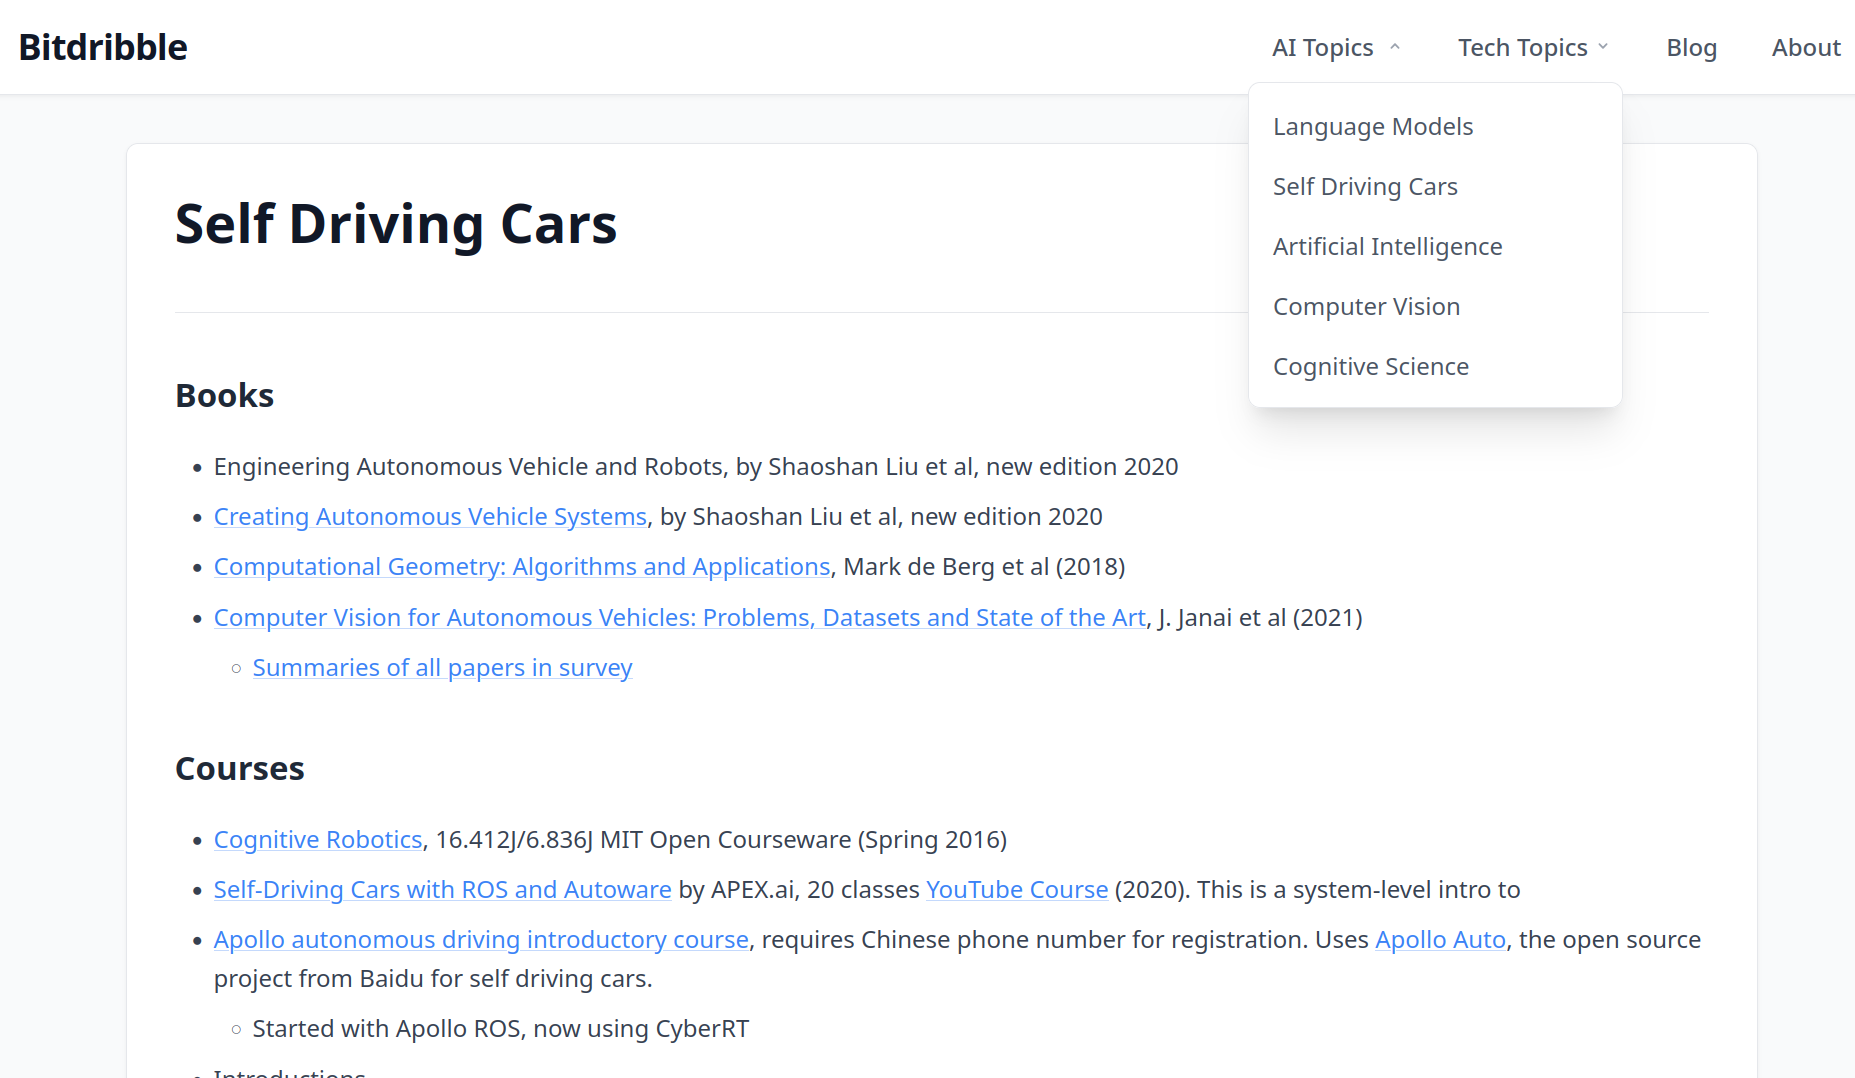 Bitdribble
AI Topics
Tech Topics
Blog
About
Language Models
Self Driving Cars
Artificial Intelligence
Computer Vision
Cognitive Science
Self Driving Cars
Books
Engineering Autonomous Vehicle and Robots, by Shaoshan Liu et al, new edition 2020
Creating Autonomous Vehicle Systems, by Shaoshan Liu et al, new edition 2020
Computational Geometry: Algorithms and Applications, Mark de Berg et al (2018)
Computer Vision for Autonomous Vehicles: Problems, Datasets and State of the Art, J. Janai et al (2021)
Summaries of all papers in survey
Courses
Cognitive Robotics, 16.412J/6.836J MIT Open Courseware (Spring 2016)
Self-Driving Cars with ROS and Autoware by APEX.ai, 20 classes YouTube Course (2020). This is a system-level intro to
Apollo autonomous driving introductory course, requires Chinese phone number for registration. Uses Apollo Auto, the open source
project from Baidu for self driving cars.
Started with Apollo ROS, now using CyberRT
Introductions